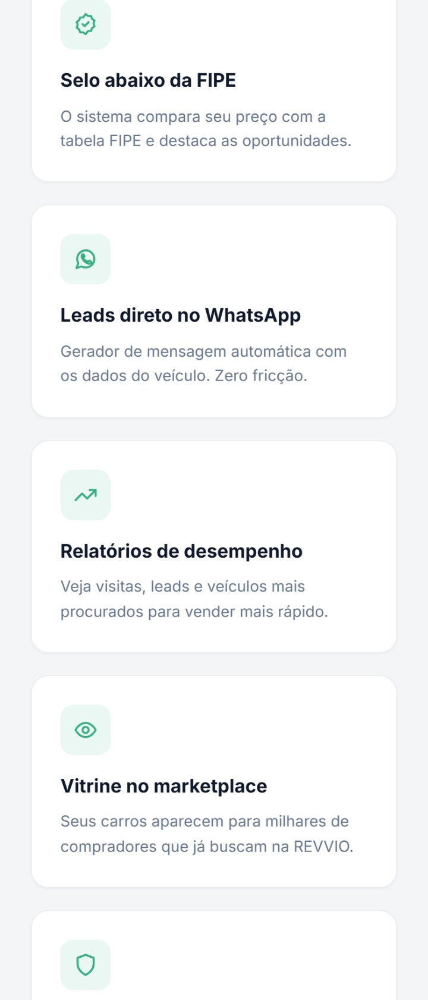 Selo abaixo da FIPE
O sistema compara seu preço com a
tabela FIPE e destaca as oportunidades.
Leads direto no WhatsApp
Gerador de mensagem automática com
os dados do veículo. Zero fricção.
Relatórios de desempenho
Veja visitas, leads e veículos mais
procurados para vender mais rápido.
Vitrine no marketplace
Seus carros aparecem para milhares de
compradores que já buscam na REVVIO.